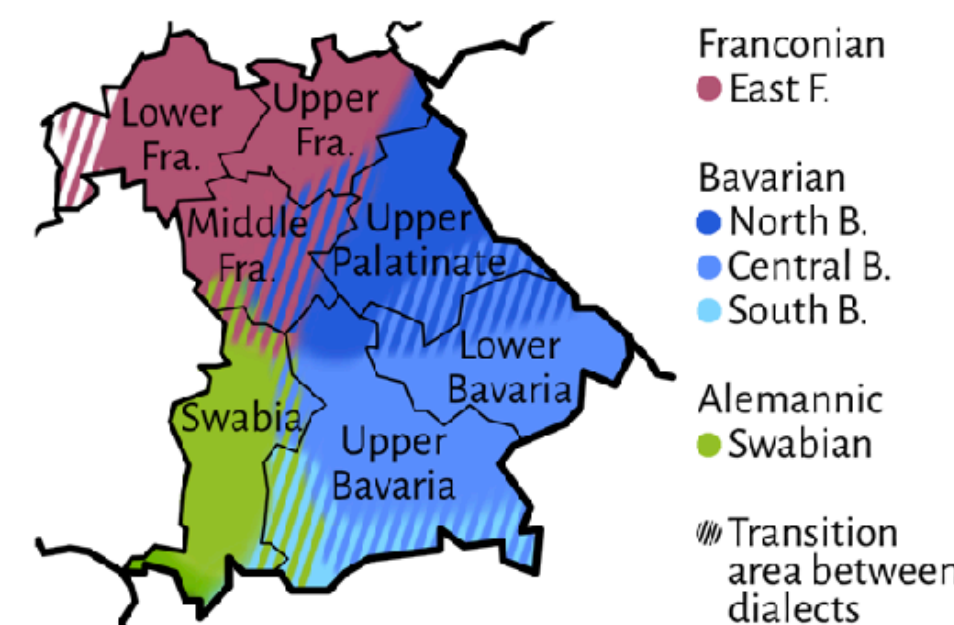 Lower
Fra.
Upper
Fra.
Middle
Fra.
Upper
Palatinate
Lower
Bavaria
Swabia
Upper
Bavaria
Franconian
East F.
Bavarian
North B.
Central B.
South B.
Alemannic
Swabian
Transition
area between
dialects